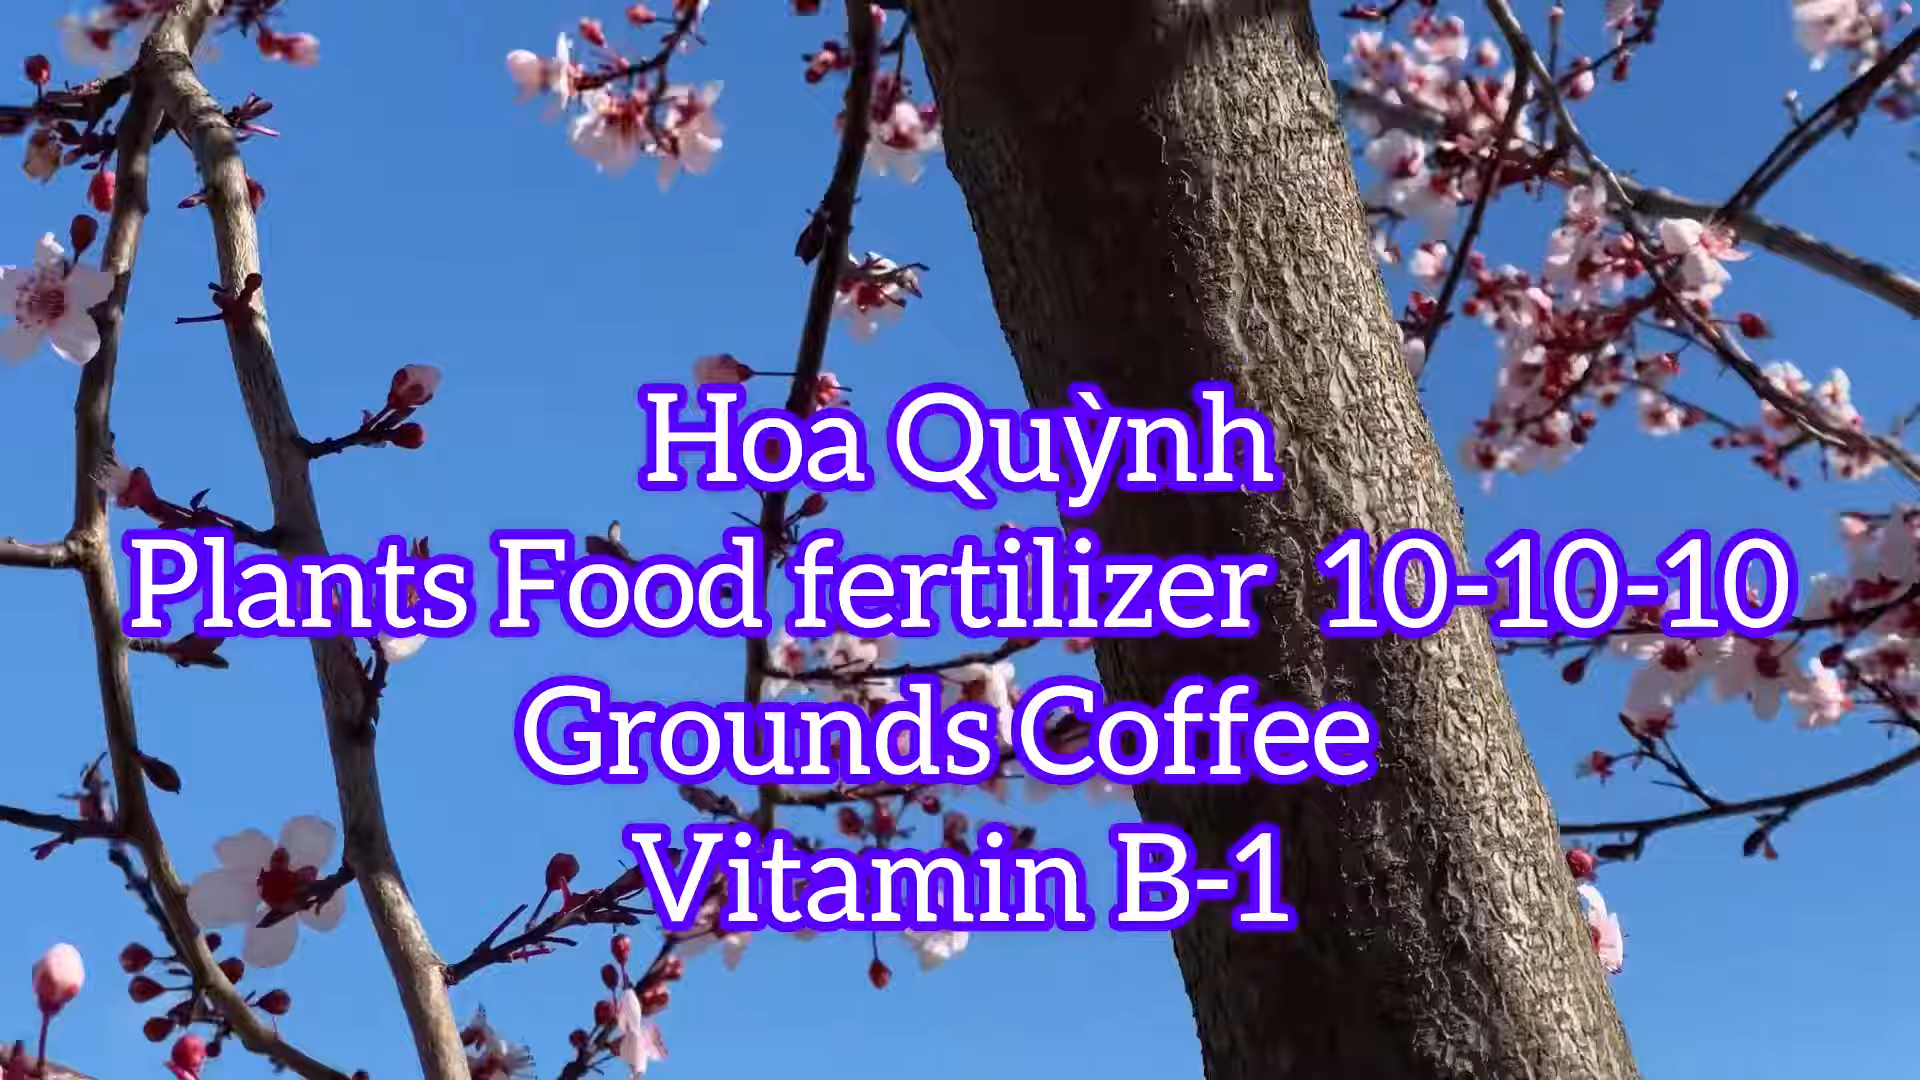 Hoa Quỳnh
Plants Food fertilizer 10-10-10
Grounds Coffee
Vitamin B-1